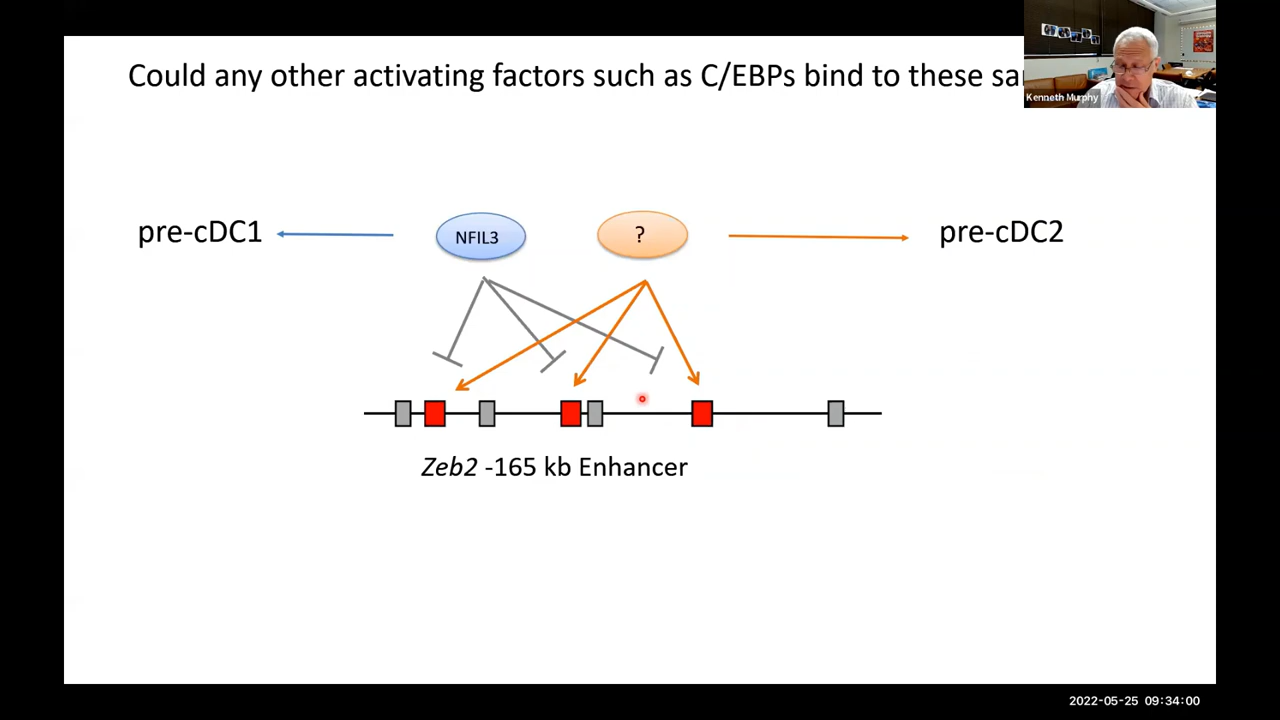 Could any other activating factors such as C/EBPs bind to these
Kenneth Murphy
pre-cDC1
NFIL3
?
pre-cDC2
Zeb2 -165 kb Enhancer
2022-05-25 09:34:00